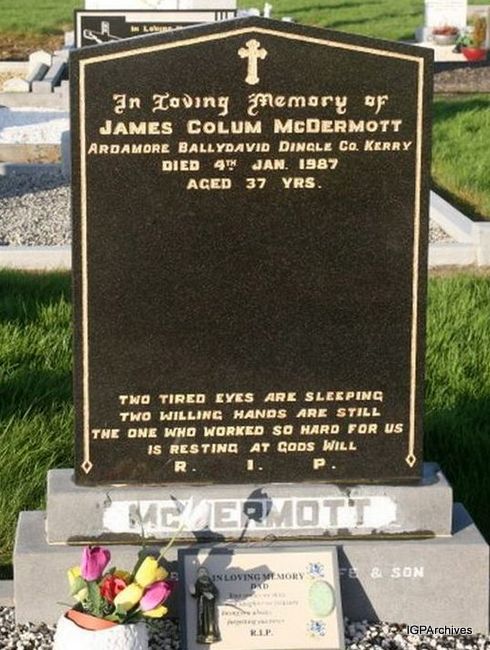 In Loving Memory of
JAMES COLUM McDERMOTT
ARDAMORE BALLYDAVID DINGLE CO. KERRY
DIED 4TH JAN. 1987
AGED 37 YRS.
TWO TIRED EYES ARE SLEEPING
TWO WILLING HANDS ARE STILL
THE ONE WHO WORKED SO HARD FOR US
IS RESTING AT GODS WILL
R. I. P.
McDERMOTT
& SON
IN LOVING MEMORY
DAD
R.I.P.
IGPArchives